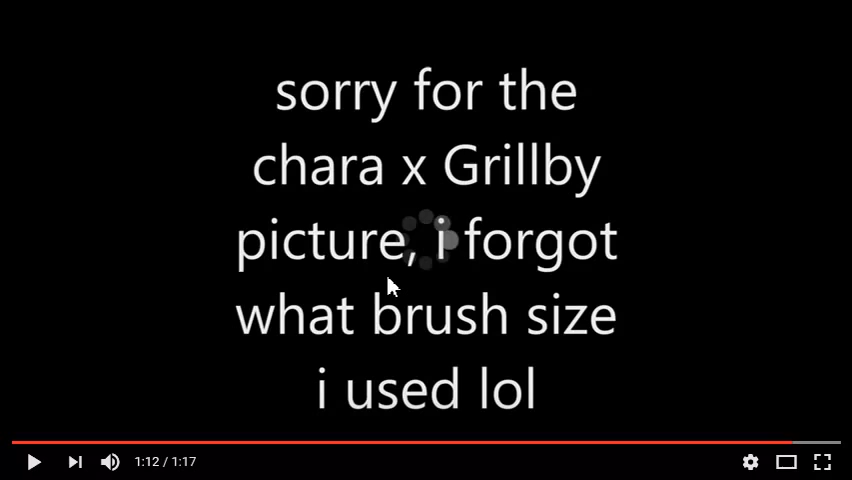 sorry for the
chara x Grillby
picture, i forgot
what brush size
i used lol
1:12 / 1:17